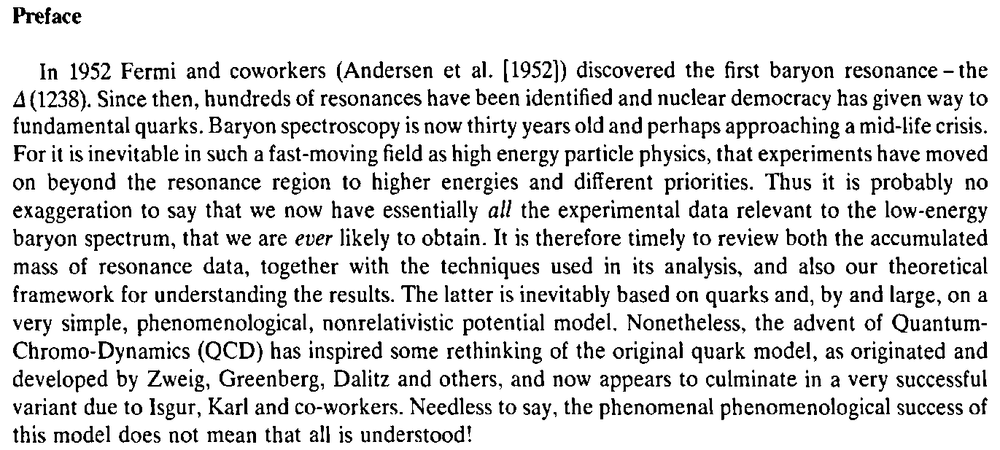 Preface
In 1952 Fermi and coworkers (Andersen et al. [1952]) discovered the first baryon resonance – the
Δ(1238). Since then, hundreds of resonances have been identified and nuclear democracy has given way to
fundamental quarks. Baryon spectroscopy is now thirty years old and perhaps approaching a mid-life crisis.
For it is inevitable in such a fast-moving field as high energy particle physics, that experiments have moved
on beyond the resonance region to higher energies and different priorities. Thus it is probably no
exaggeration to say that we now have essentially all the experimental data relevant to the low-energy
baryon spectrum, that we are ever likely to obtain. It is therefore timely to review both the accumulated
mass of resonance data, together with the techniques used in its analysis, and also our theoretical
framework for understanding the results. The latter is inevitably based on quarks and, by and large, on a
very simple, phenomenological, nonrelativistic potential model. Nonetheless, the advent of Quantum-
Chromo-Dynamics (QCD) has inspired some rethinking of the original quark model, as originated and
developed by Zweig, Greenberg, Dalitz and others, and now appears to culminate in a very successful
variant due to Isgur, Karl and co-workers. Needless to say, the phenomenal phenomenological success of
this model does not mean that all is understood!